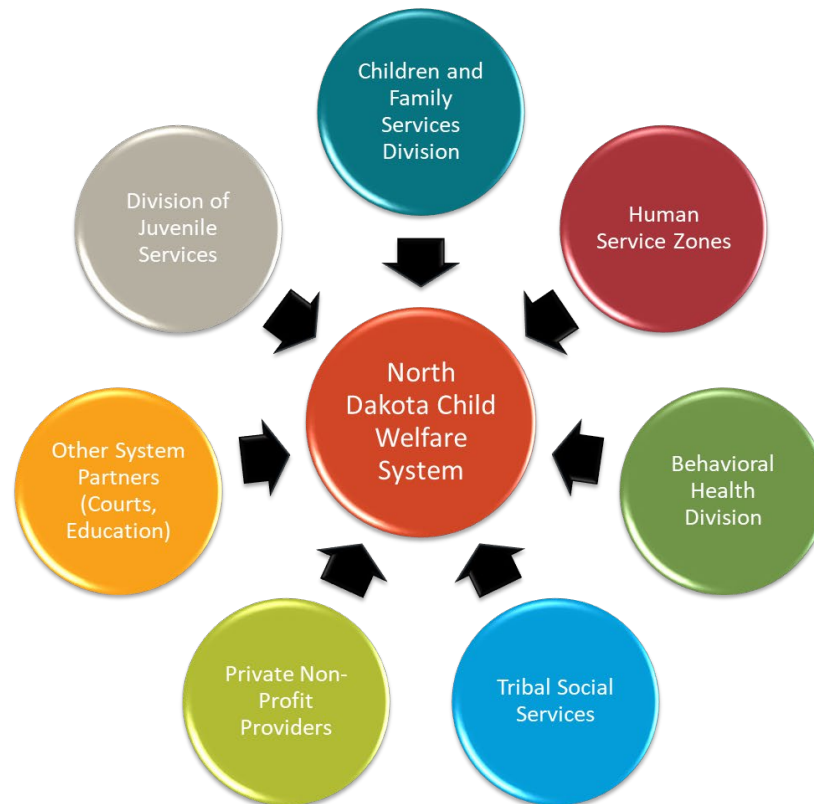 Children and
Family
Services
Division
Human
Service Zones
Behavioral
Health
Division
Tribal Social
Services
Private Non-
Profit
Providers
Other System
Partners
(Courts,
Education)
Division of
Juvenile
Services
North
Dakota Child
Welfare
System